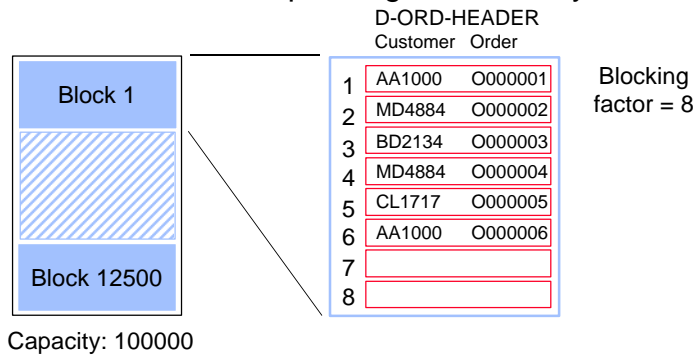 D-ORD-HEADER
Customer Order
Block 1
1 AA1000 O000001
2 MD4884 O000002
3 BD2134 O000003
4 MD4884 O000004
5 CL1717 O000005
6 AA1000 O000006
7
8
Blocking
factor = 8
Block 12500
Capacity: 100000